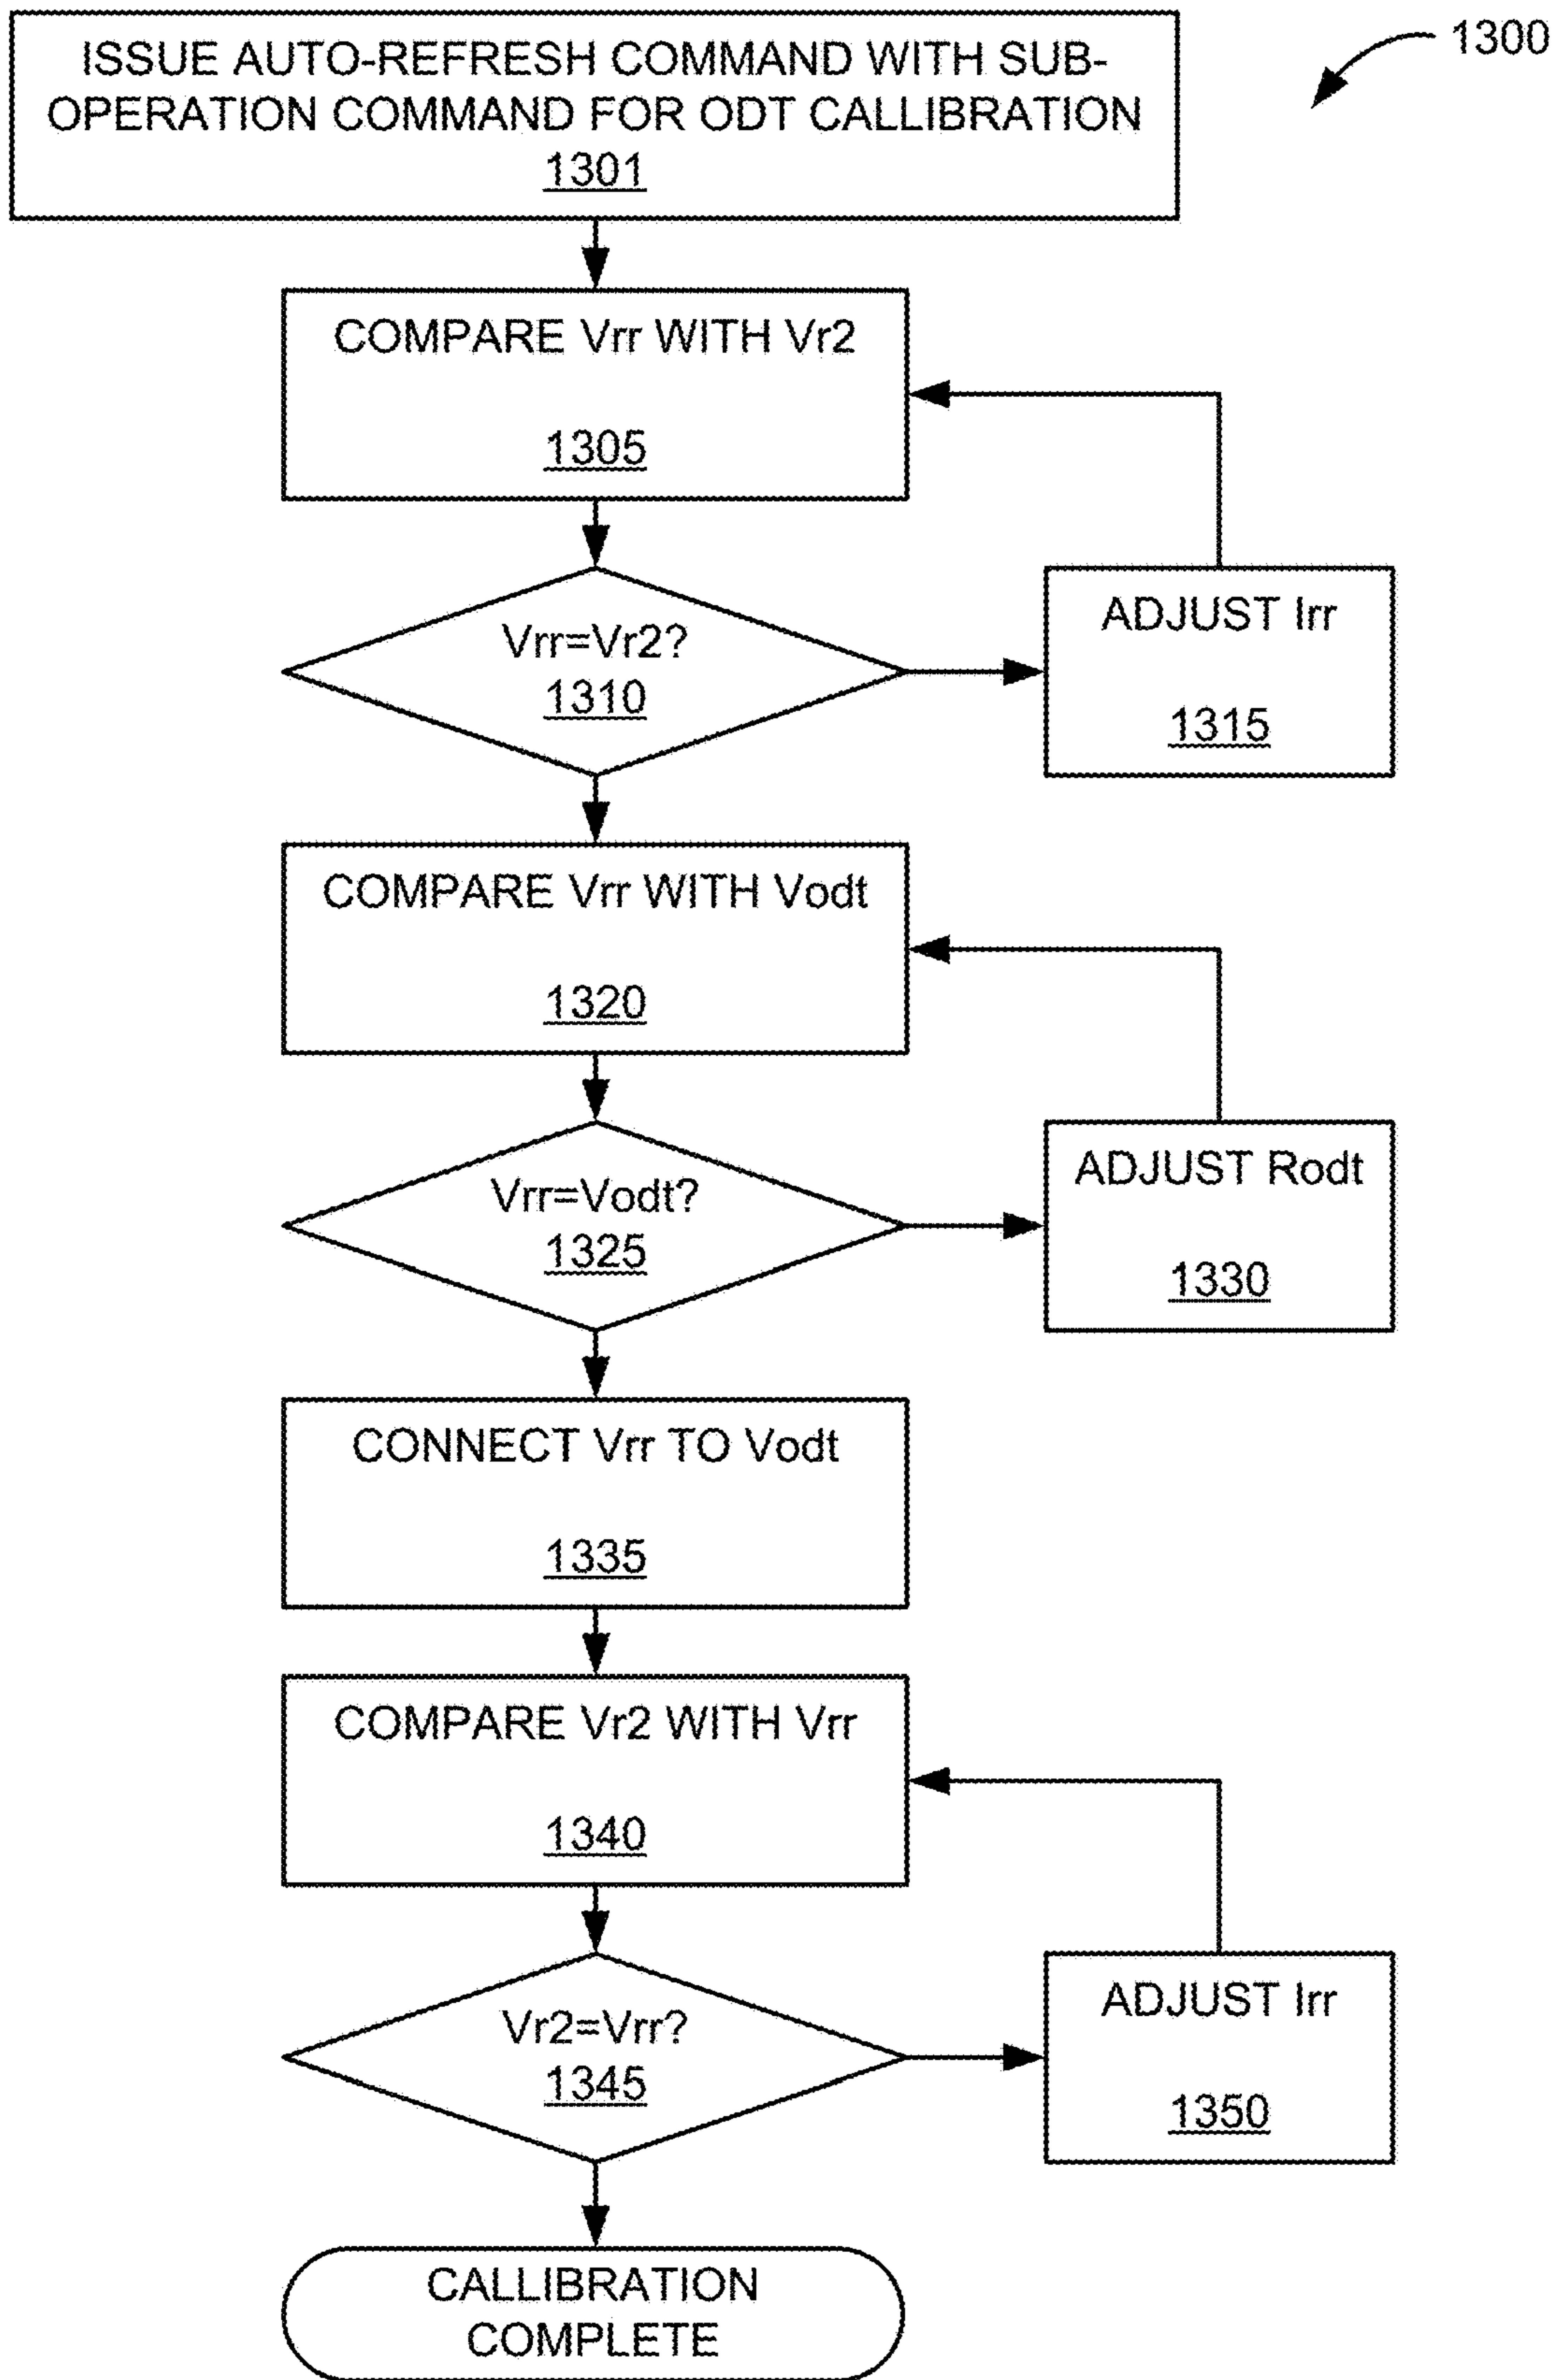 ISSUE AUTO-REFRESH COMMAND WITH SUB-
OPERATION COMMAND FOR ODT CALLIBRATION
1301
1300
COMPARE Vrr WITH Vr2
1305
Vrr=Vr2?
1310
ADJUST Irr
1315
COMPARE Vrr WITH Vodt
1320
Vrr=Vodt?
1325
ADJUST Rodt
1330
CONNECT Vrr TO Vodt
1335
COMPARE Vr2 WITH Vrr
1340
Vr2=Vrr?
1345
ADJUST Irr
1350
CALLIBRATION
COMPLETE